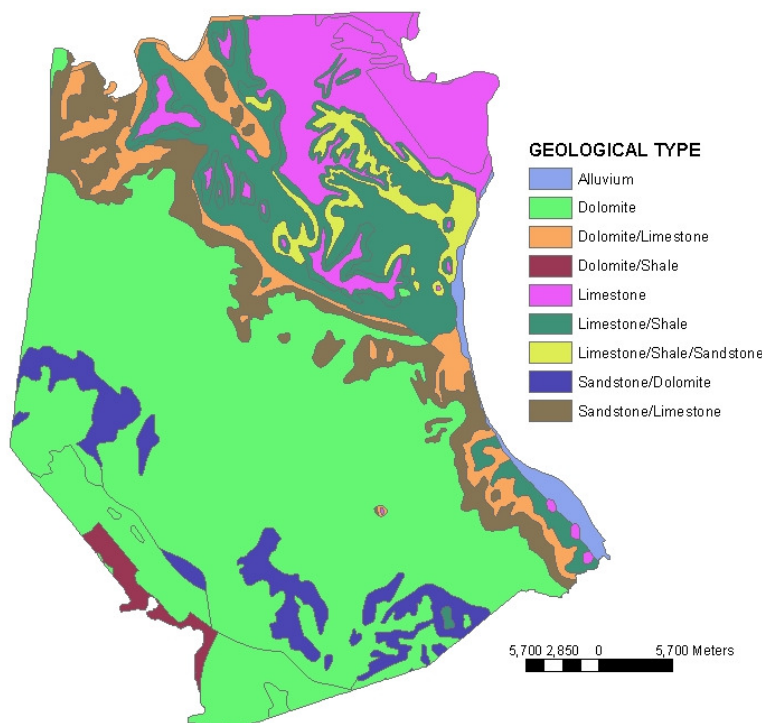 GEOLOGICAL TYPE
Alluvium
Dolomite
Dolomite/Limestone
Dolomite/Shale
Limestone
Limestone/Shale
Limestone/Shale/Sandstone
Sandstone/Dolomite
Sandstone/Limestone
5,700 2,850 0 5,700 Meters